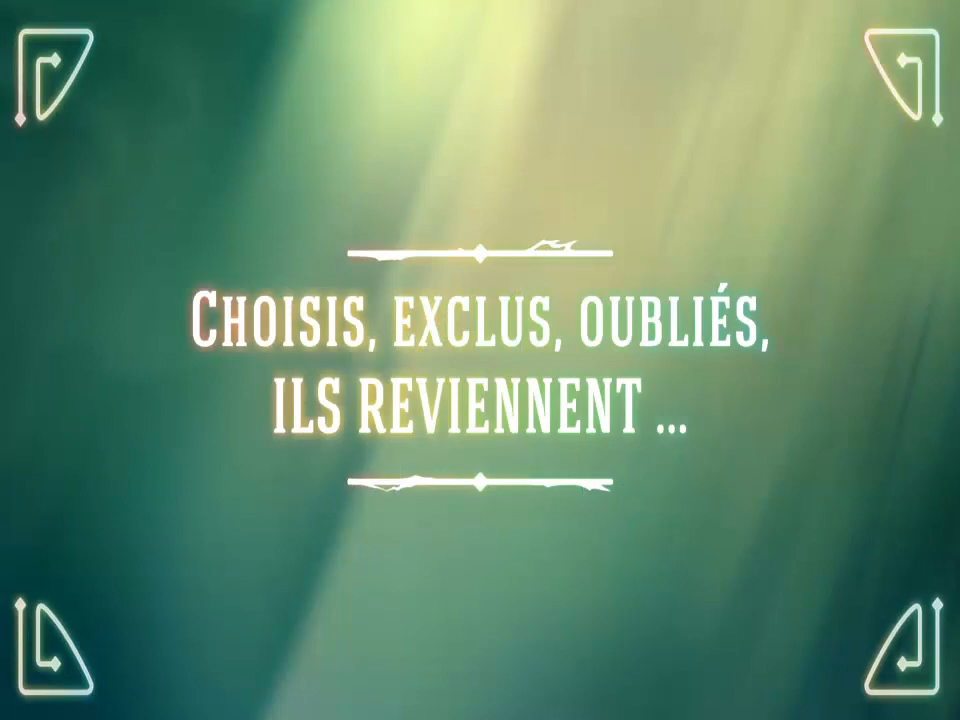 CHOISIS, EXCLUS, OUBLIÉS,
ILS REVIENNENT ...